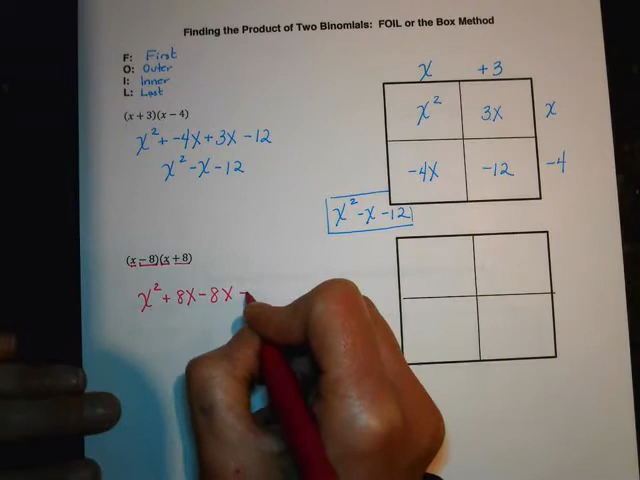 Finding the Product of Two Binomials: FOIL or the Box Method
F: First
O: Outer
I: Inner
L: Last
(x + 3)(x − 4)
x² + -4x + 3x - 12
x² - x - 12
x +3
x² 3x x
-4x -12 -4
x² - x - 12
(x − 8)(x + 8)
x² + 8x - 8x -